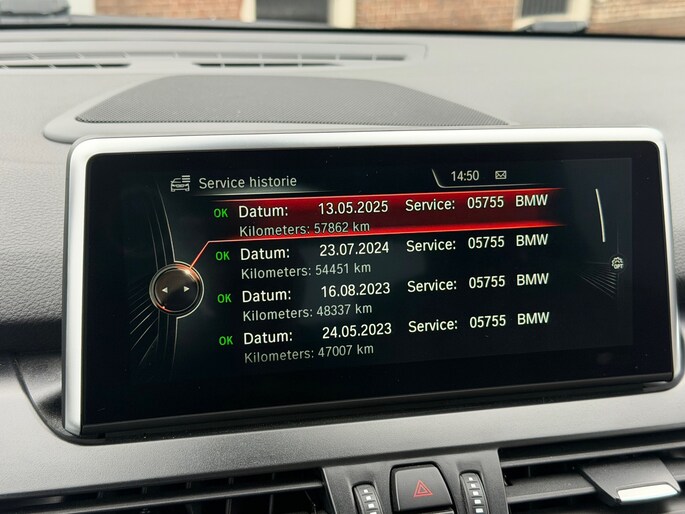 Service historie
14:50
OK Datum: 13.05.2025 Service: 05755 BMW
Kilometers: 57862 km
OK Datum: 23.07.2024 Service: 05755 BMW
Kilometers: 54451 km
OK Datum: 16.08.2023 Service: 05755 BMW
Kilometers: 48337 km
OK Datum: 24.05.2023 Service: 05755 BMW
Kilometers: 47007 km
OPT